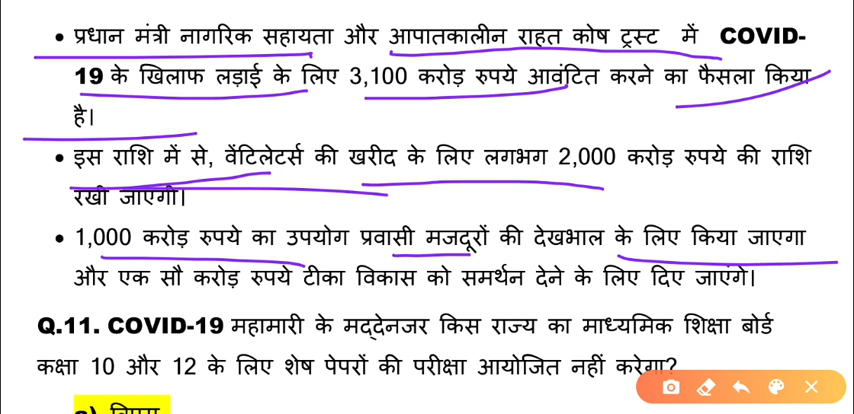 • प्रधान मंत्री नागरिक सहायता और आपातकालीन राहत कोष ट्रस्ट में COVID-
19 के खिलाफ लड़ाई के लिए 3,100 करोड़ रुपये आवंटित करने का फैसला किया
है।
• इस राशि में से, वेंटिलेटर्स की खरीद के लिए लगभग 2,000 करोड़ रुपये की राशि
रखी जाएगी।
• 1,000 करोड़ रुपये का उपयोग प्रवासी मजदूरों की देखभाल के लिए किया जाएगा
और एक सौ करोड़ रुपये टीका विकास को समर्थन देने के लिए दिए जाएंगे।
Q.11. COVID-19 महामारी के मद्देनजर किस राज्य का माध्यमिक शिक्षा बोर्ड
कक्षा 10 और 12 के लिए शेष पेपरों की परीक्षा आयोजित नहीं करेगा?